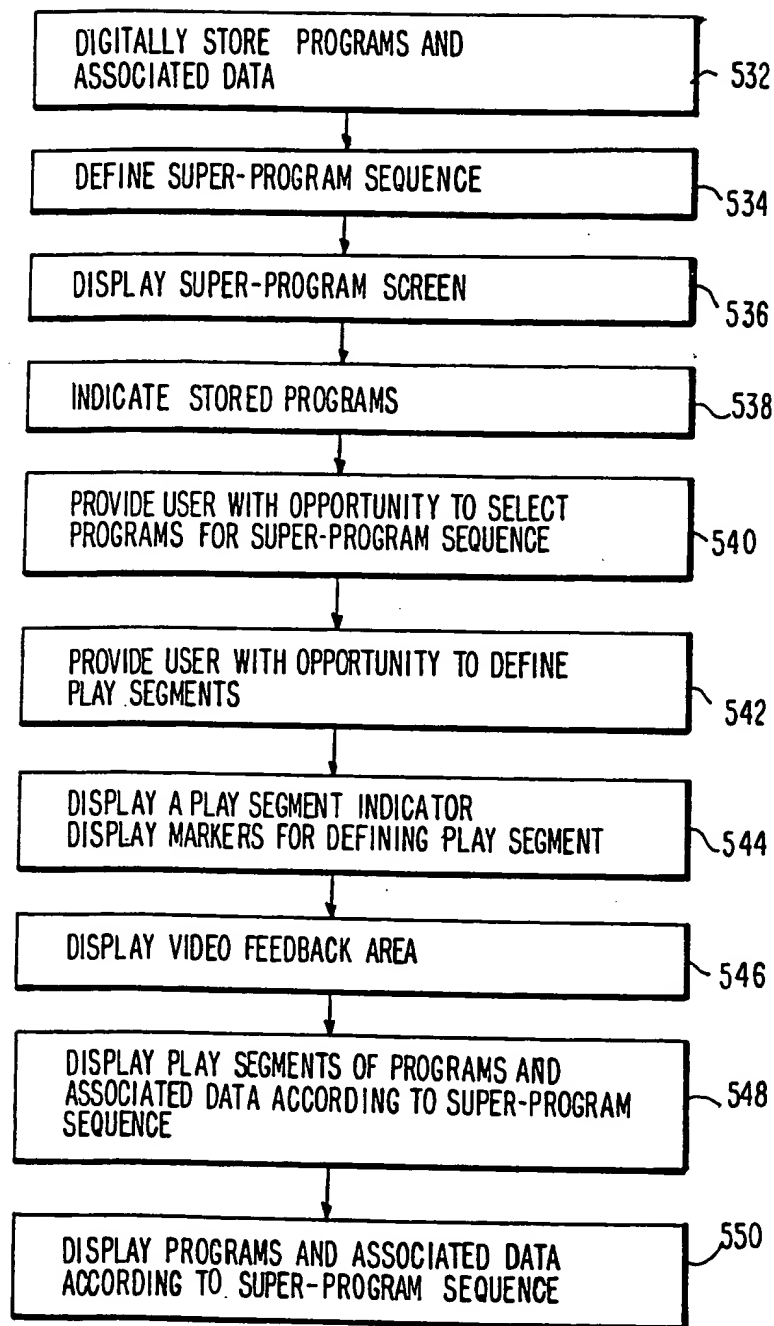 DIGITALLY STORE PROGRAMS AND
ASSOCIATED DATA
532
DEFINE SUPER-PROGRAM SEQUENCE
534
DISPLAY SUPER-PROGRAM SCREEN
536
INDICATE STORED PROGRAMS
538
PROVIDE USER WITH OPPORTUNITY TO SELECT
PROGRAMS FOR SUPER-PROGRAM SEQUENCE
540
PROVIDE USER WITH OPPORTUNITY TO DEFINE
PLAY SEGMENTS
542
DISPLAY A PLAY SEGMENT INDICATOR
DISPLAY MARKERS FOR DEFINING PLAY SEGMENT
544
DISPLAY VIDEO FEEDBACK AREA
546
DISPLAY PLAY SEGMENTS OF PROGRAMS AND
ASSOCIATED DATA ACCORDING TO SUPER-PROGRAM
SEQUENCE
548
DISPLAY PROGRAMS AND ASSOCIATED DATA
ACCORDING TO SUPER-PROGRAM SEQUENCE
550